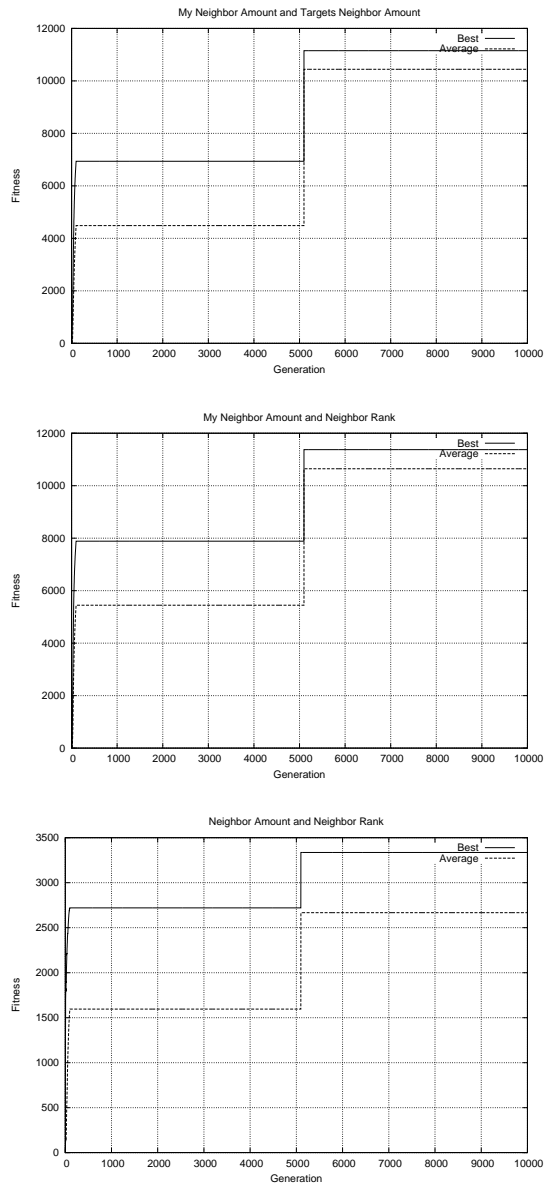 My Neighbor Amount and Targets Neighbor Amount
12000
Best
Average
10000
8000
Fitness
6000
4000
2000
0
0 1000 2000 3000 4000 5000 6000 7000 8000 9000 10000
Generation
My Neighbor Amount and Neighbor Rank
12000
Best
Average
10000
8000
Fitness
6000
4000
2000
0
0 1000 2000 3000 4000 5000 6000 7000 8000 9000 10000
Generation
Neighbor Amount and Neighbor Rank
3500
Best
Average
3000
2500
2000
Fitness
1500
1000
500
0
0 1000 2000 3000 4000 5000 6000 7000 8000 9000 10000
Generation